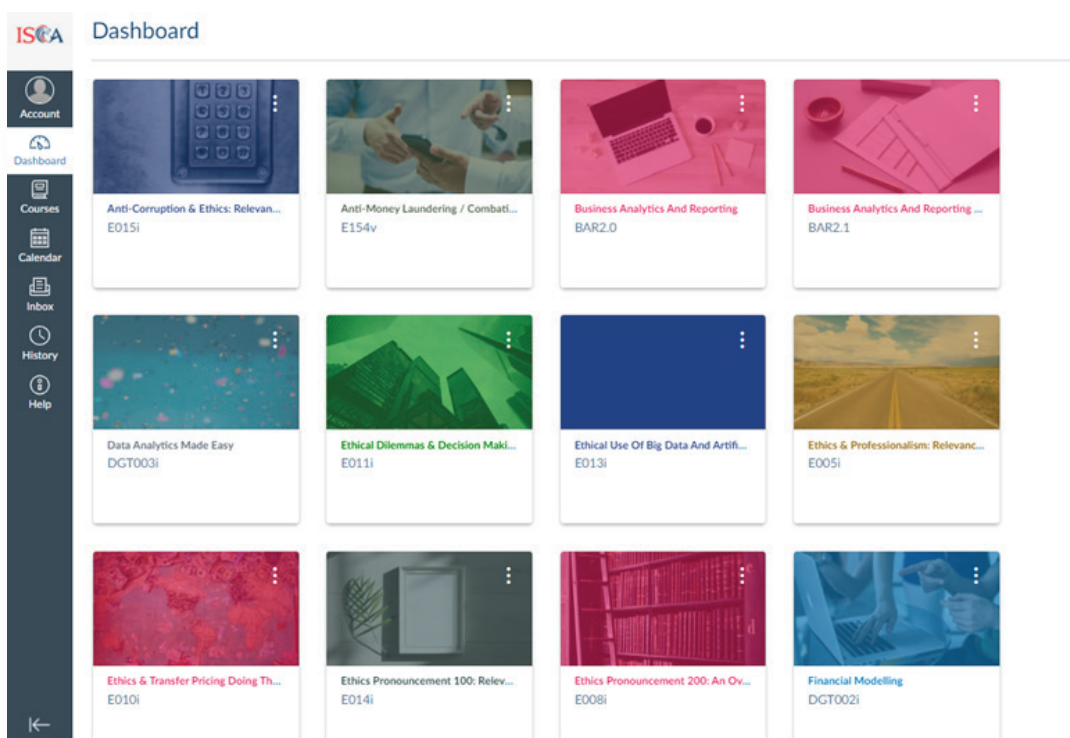 ISCA
Dashboard
Account
Dashboard
Courses
Calendar
Inbox
History
Help
Anti-Corruption & Ethics: Relevan...
E015i
Anti-Money Laundering / Combati...
E154v
Business Analytics And Reporting
BAR2.0
Business Analytics And Reporting ...
BAR2.1
Data Analytics Made Easy
DGT003i
Ethical Dilemmas & Decision Maki...
E011i
Ethical Use Of Big Data And Artifi...
E013i
Ethics & Professionalism: Relevanc...
E005i
Ethics & Transfer Pricing Doing Th...
E010i
Ethics Pronouncement 100: Relev...
E014i
Ethics Pronouncement 200: An Ov...
E008i
Financial Modelling
DGT002i